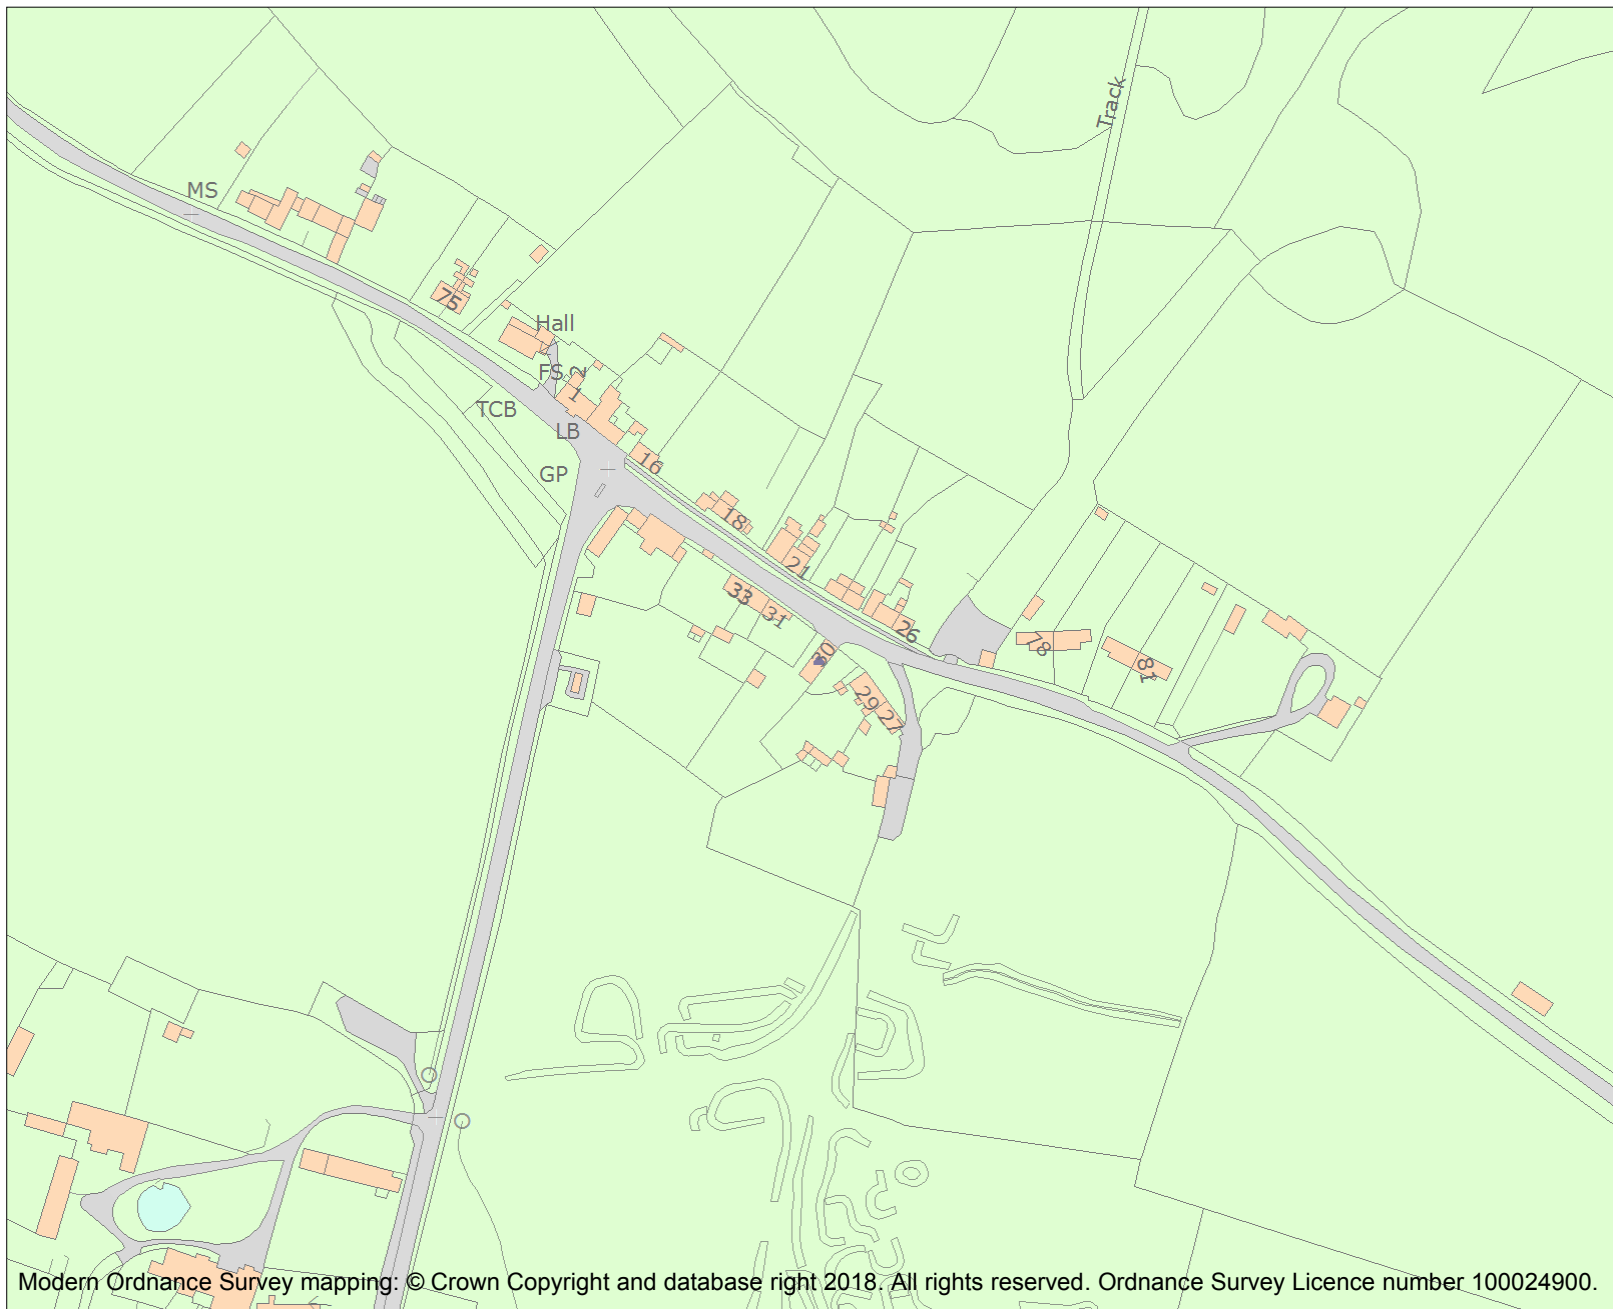 Track
MS
75
Hall
FS
2
1
TCB
LB
GP
16
18
21
33
31
26
30
78
81
29
27
Modern Ordnance Survey mapping: © Crown Copyright and database right 2018. All rights reserved. Ordnance Survey Licence number 100024900.